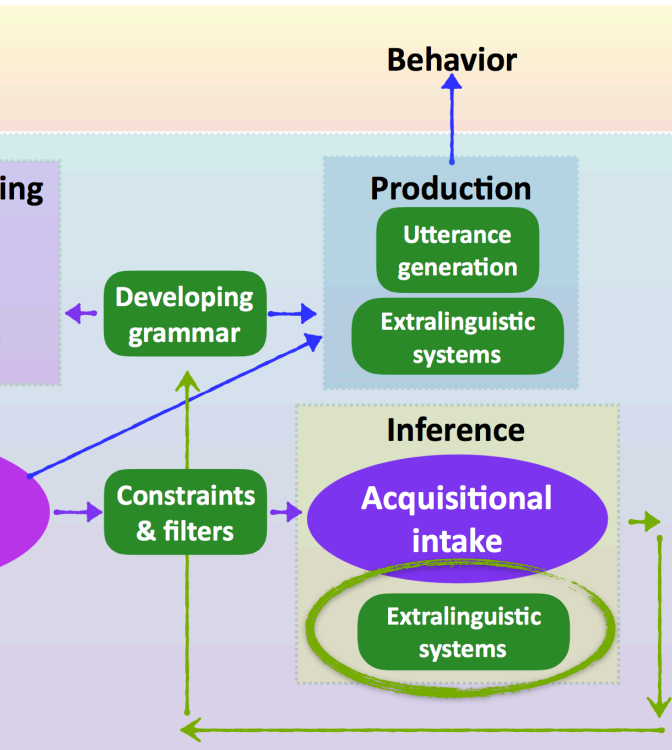 Behavior
ing
Production
Utterance
generation
Developing
grammar
Extralinguistic
systems
Inference
Constraints
& filters
Acquisitional
intake
Extralinguistic
systems